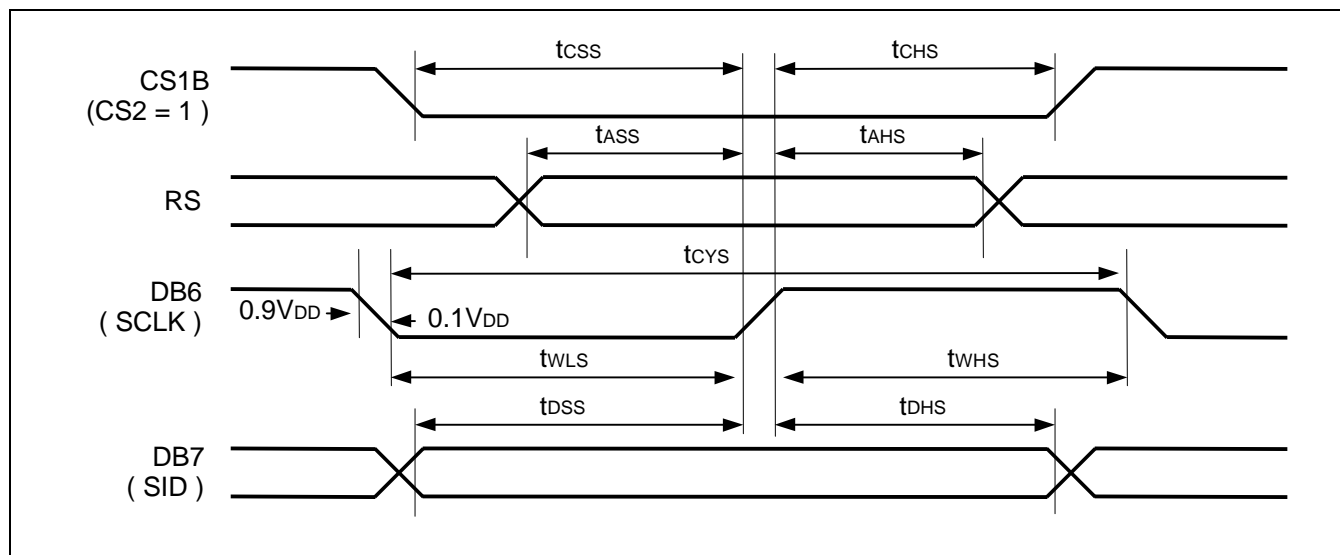 tCSS
tCHS
CS1B
(CS2 = 1 )
tASS
tAHS
RS
tCYS
DB6
( SCLK )
0.9VDD
0.1VDD
tWLS
tWHS
tDSS
tDHS
DB7
( SID )